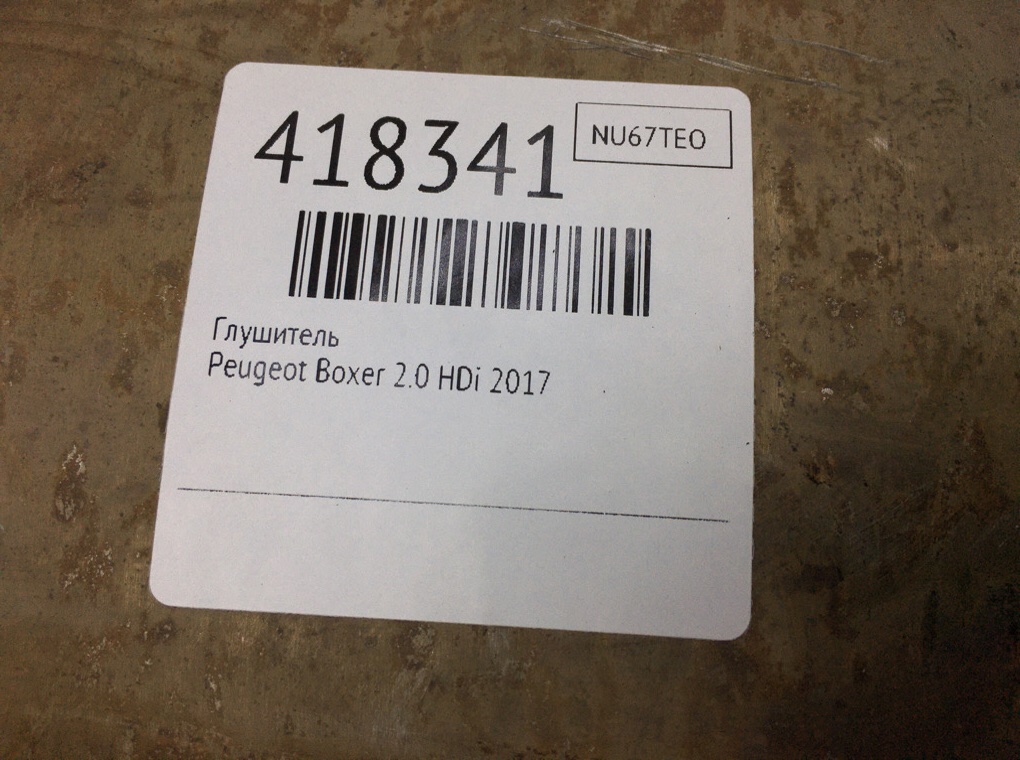 418341
NU67TEO
Глушитель
Peugeot Boxer 2.0 HDi 2017